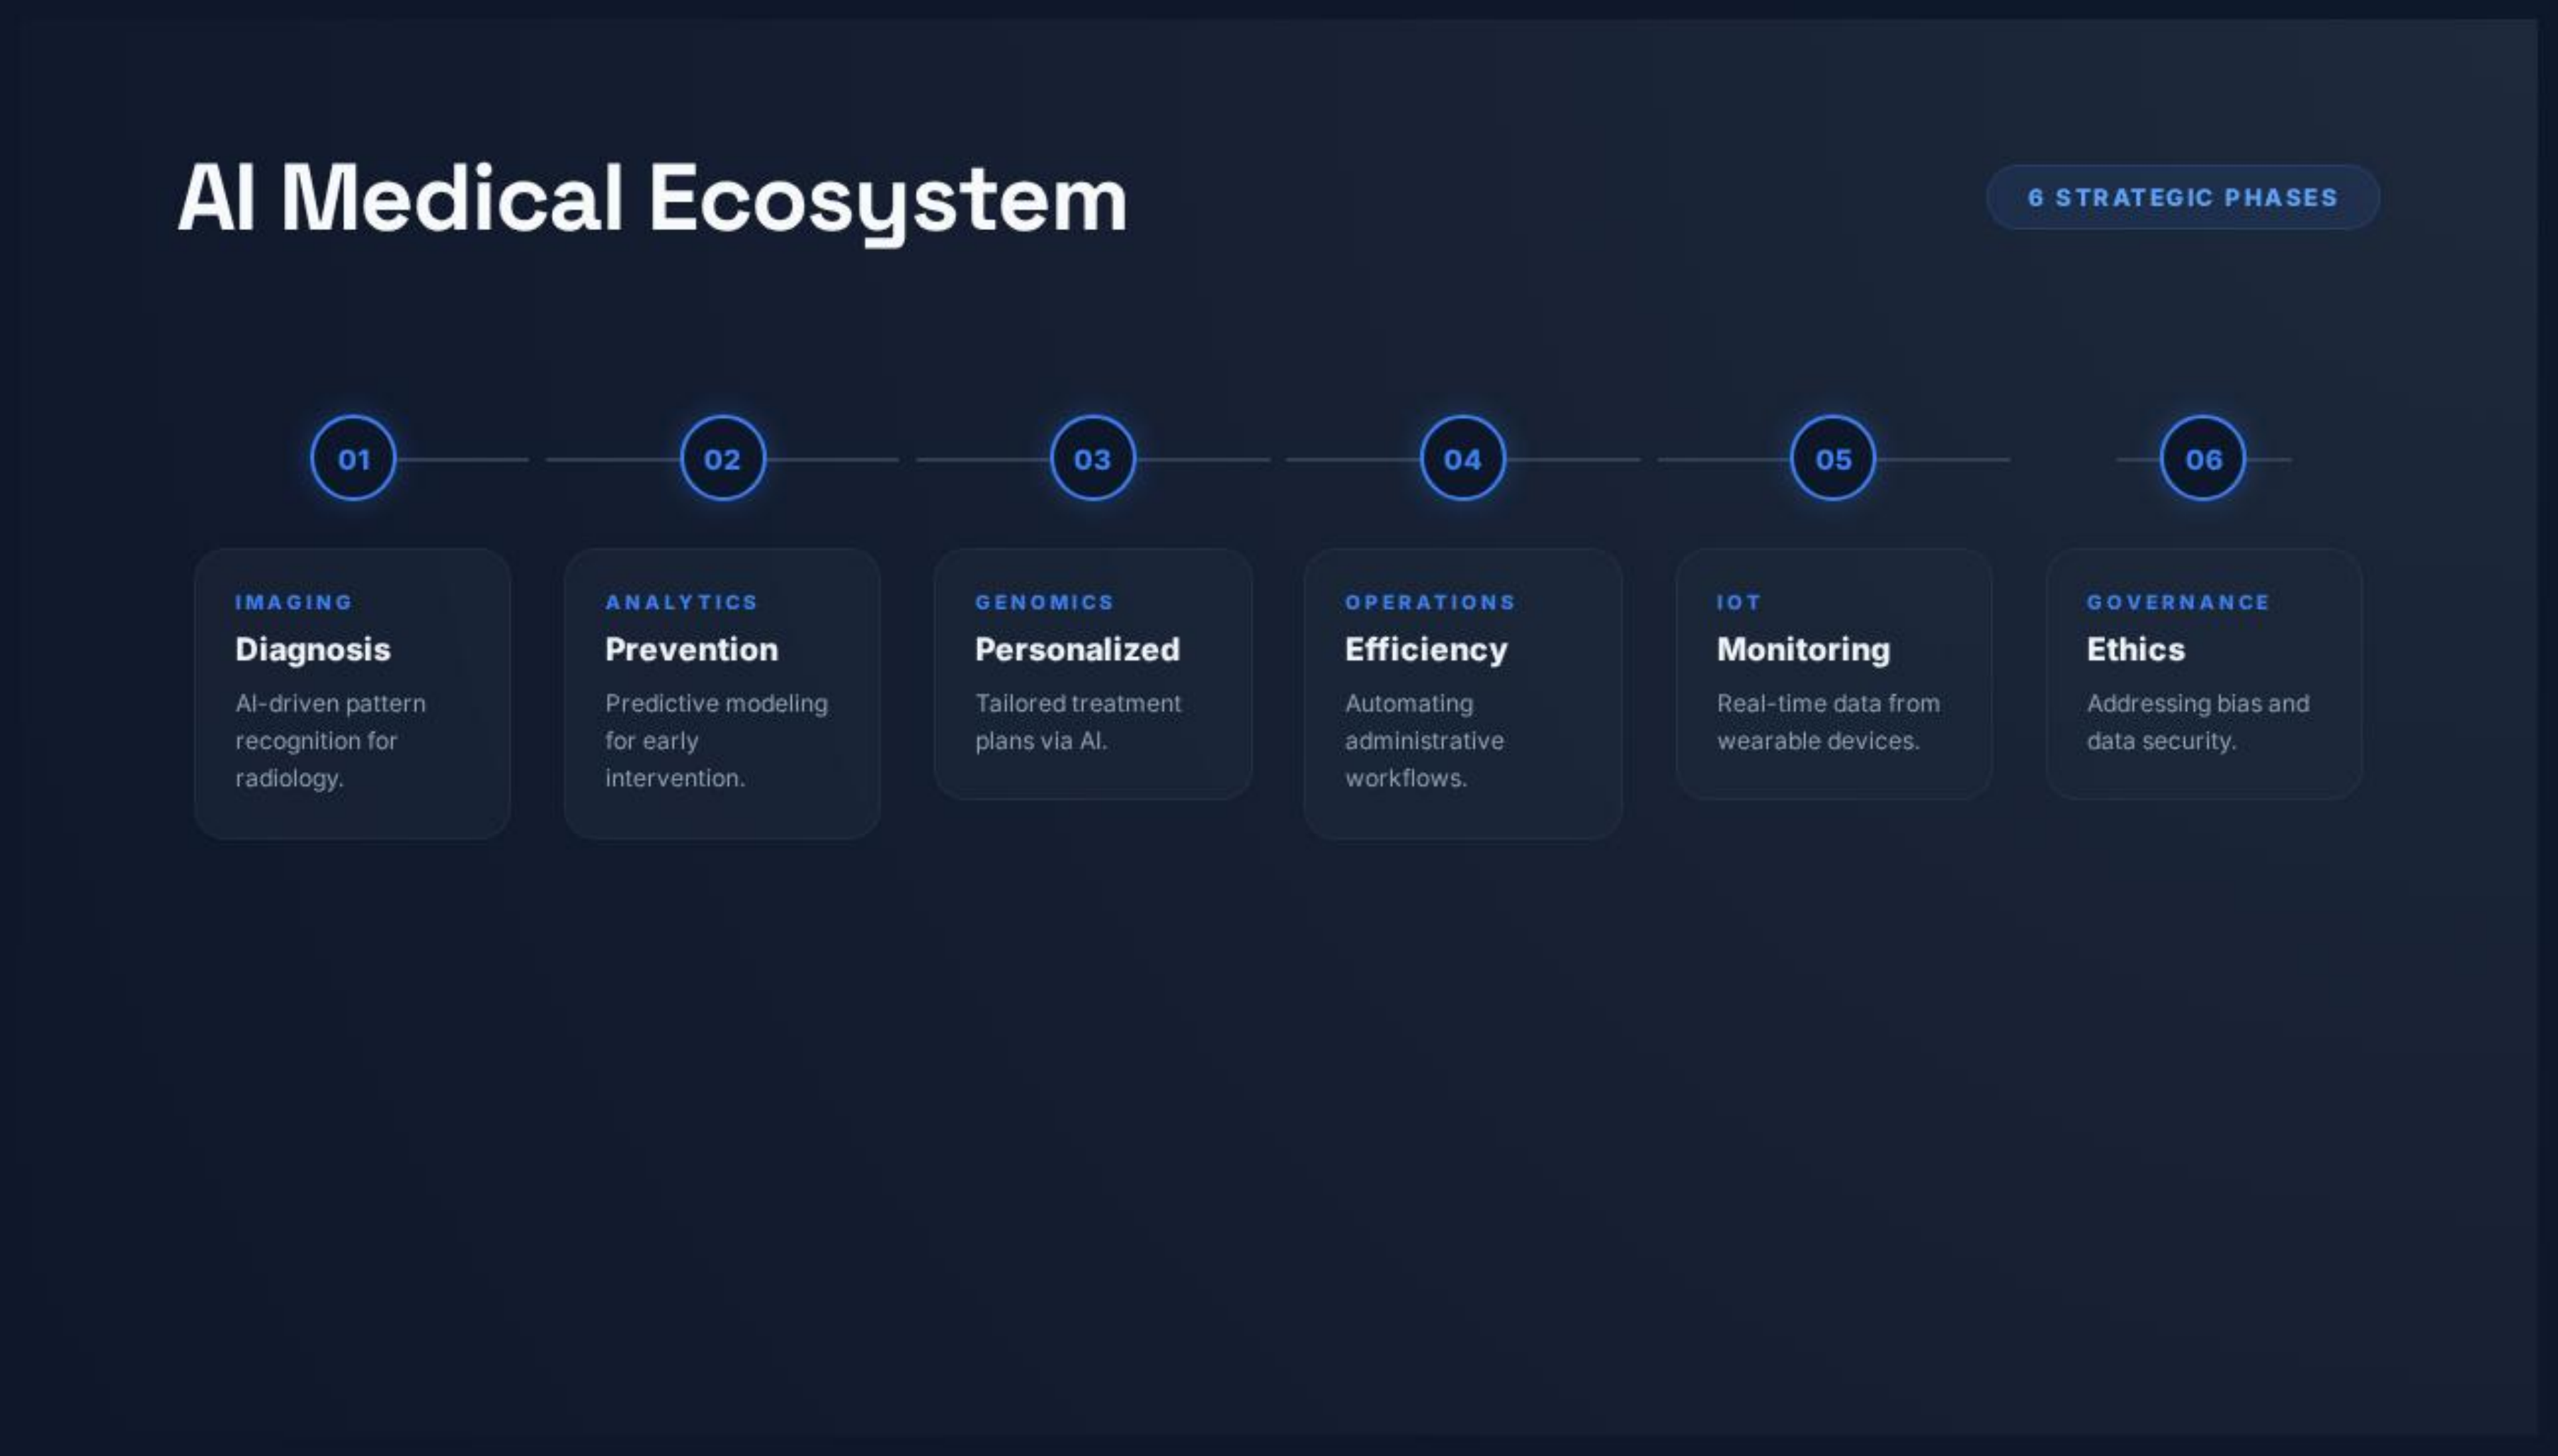 AI Medical Ecosystem
6 STRATEGIC PHASES
01
02
03
04
05
06
IMAGING
Diagnosis
AI-driven pattern
recognition for
radiology.
ANALYTICS
Prevention
Predictive modeling
for early
intervention.
GENOMICS
Personalized
Tailored treatment
plans via AI.
OPERATIONS
Efficiency
Automating
administrative
workflows.
IOT
Monitoring
Real-time data from
wearable devices.
GOVERNANCE
Ethics
Addressing bias and
data security.